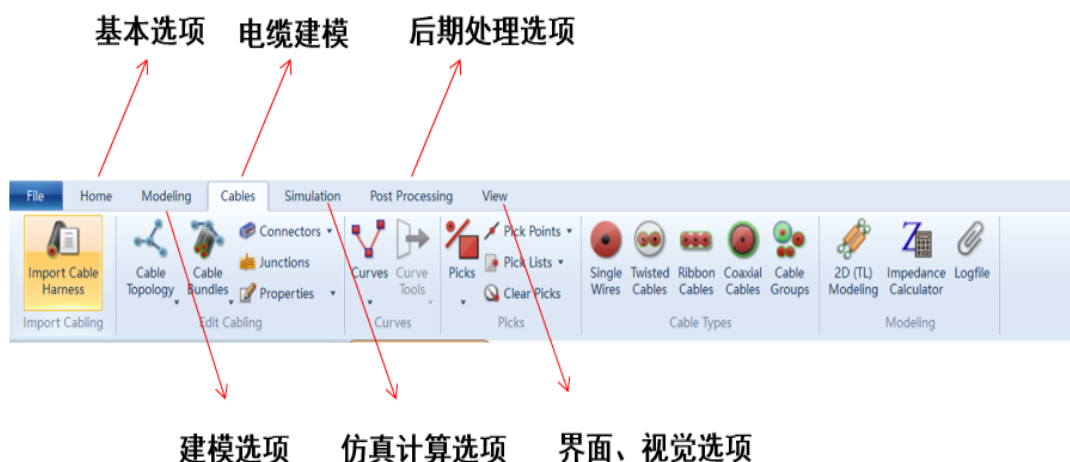 基本选项 电缆建模 后期处理选项
File Home Modeling Cables Simulation Post Processing View
Import Cable Harness
Cable Topology
Cable Bundles
Connectors
Junctions
Properties
Curves
Curve Tools
Picks
Pick Points
Pick Lists
Clear Picks
Single Wires
Twisted Cables
Ribbon Cables
Coaxial Cables
Cable Groups
2D (TL) Modeling
Impedance Calculator
Logfile
Import Cabling Edit Cabling Curves Picks Cable Types Modeling
建模选项 仿真计算选项 界面、视觉选项